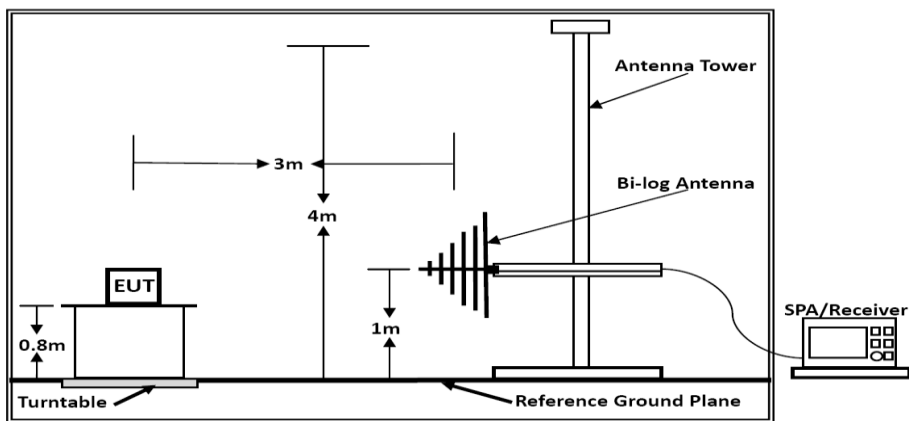 Antenna Tower
3m
Bi-log Antenna
4m
EUT
SPA/Receiver
1m
0.8m
Turntable
Reference Ground Plane